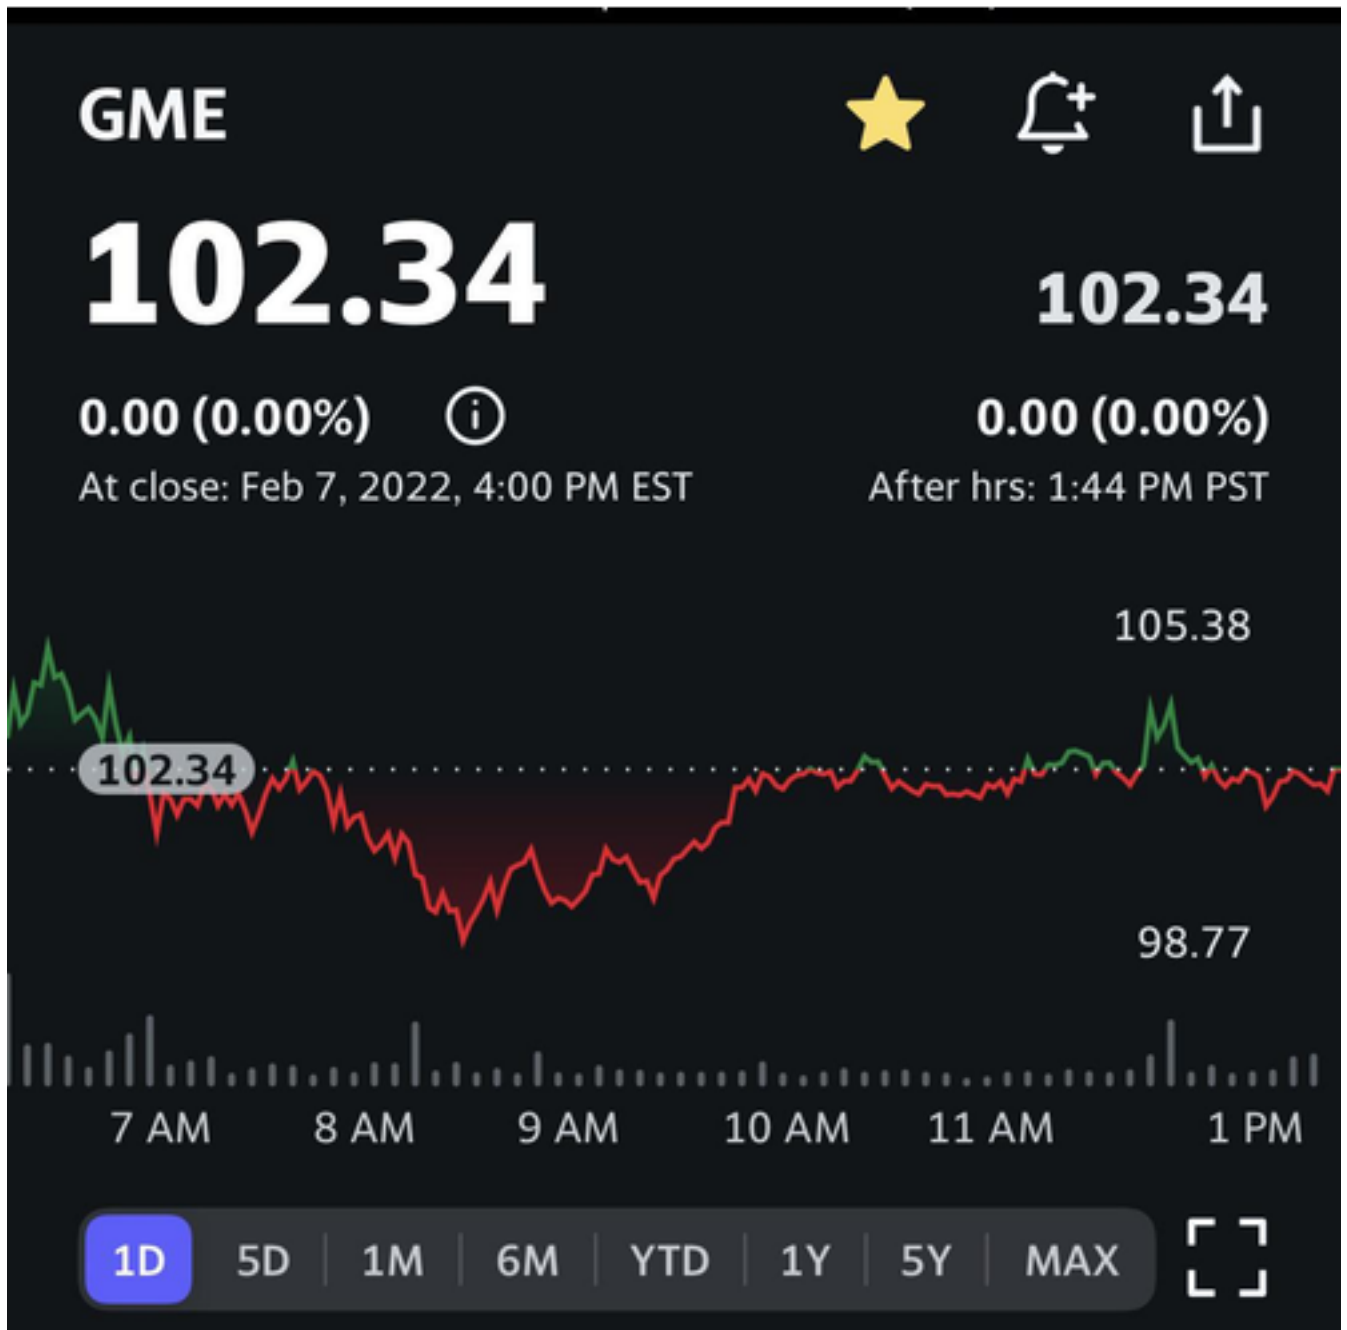 GME
102.34
102.34
0.00 (0.00%)
0.00 (0.00%)
At close: Feb 7, 2022, 4:00 PM EST
After hrs: 1:44 PM PST
105.38
102.34
98.77
7 AM 8 AM 9 AM 10 AM 11 AM 1 PM
1D 5D 1M 6M YTD 1Y 5Y MAX